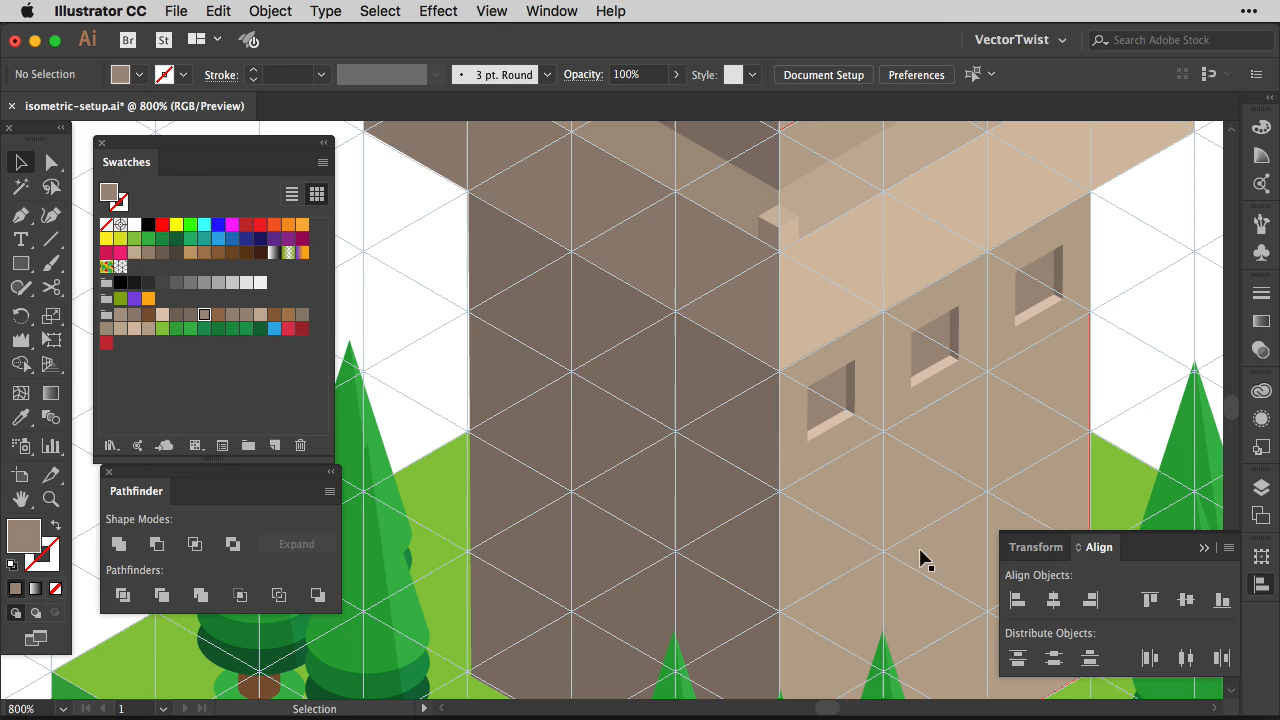 Illustrator CC File Edit Object Type Select Effect View Window Help
Ai Br St VectorTwist Search Adobe Stock
No Selection Stroke: 3 pt. Round Opacity: 100% Style: Document Setup Preferences
isometric-setup.ai* @ 800% (RGB/Preview)
Swatches
Pathfinder
Shape Modes:
Expand
Pathfinders:
Transform Align
Align Objects:
Distribute Objects:
800% 1 Selection